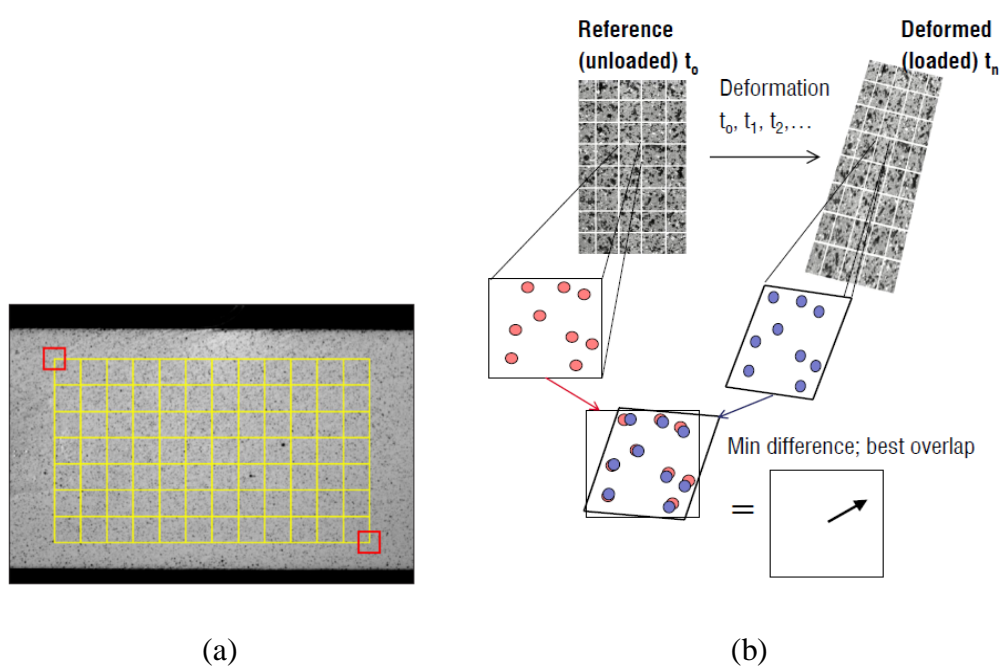 Reference
(unloaded) to
Deformed
(loaded) tn
Deformation
to, t1, t2,...
Min difference; best overlap
=
(a)
(b)